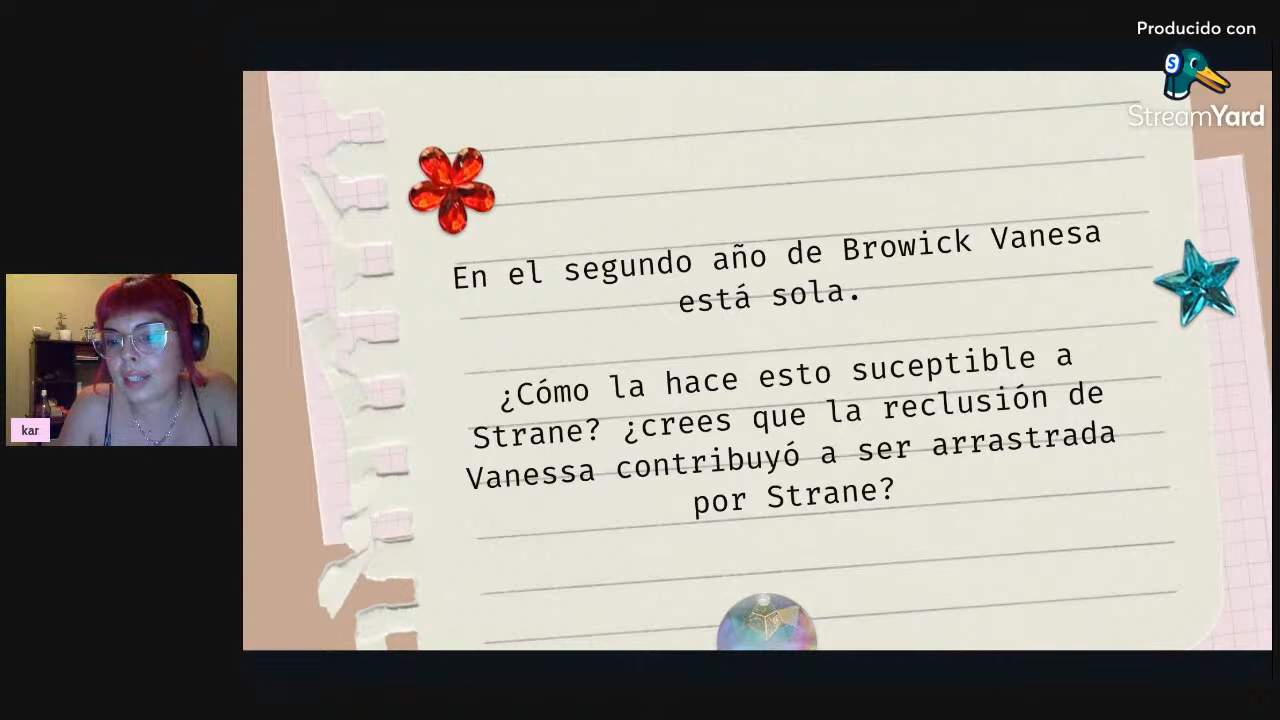 Producido con
StreamYard
En el segundo año de Browick Vanesa
está sola.
¿Cómo la hace esto suceptible a
Strane? ¿crees que la reclusión de
Vanessa contribuyó a ser arrastrada
por Strane?
kar